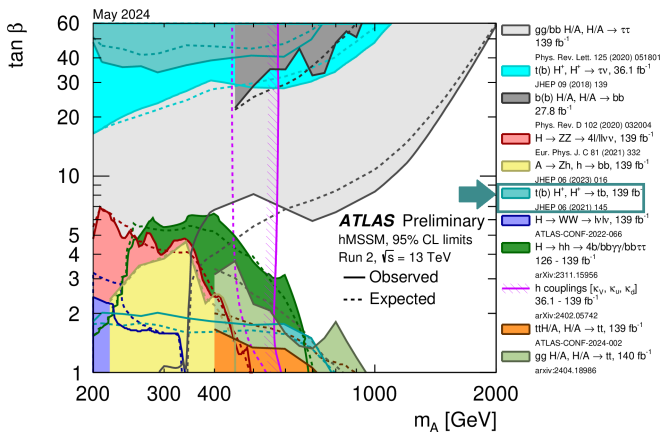 May 2024
tan β
60
40
30
20
10
5
4
3
2
1
200
300
400
1000
2000
m_A [GeV]
ATLAS Preliminary
hMSSM, 95% CL limits
Run 2, √s = 13 TeV
Observed
Expected
gg/bb H/A, H/A → ττ
139 fb⁻¹
Phys. Rev. Lett. 125 (2020) 051801
t(b) H⁺, H⁺ → τν, 36.1 fb⁻¹
JHEP 09 (2018) 139
b(b) H/A, H/A → bb
27.8 fb⁻¹
Phys. Rev. D 102 (2020) 032004
H → ZZ → 4l/llνν, 139 fb⁻¹
Eur. Phys. J. C 81 (2021) 332
A → Zh, h → bb, 139 fb⁻¹
JHEP 06 (2023) 016
t(b) H⁺, H⁺ → tb, 139 fb⁻¹
JHEP 06 (2021) 145
H → WW → lνlν, 139 fb⁻¹
ATLAS-CONF-2022-066
H → hh → 4b/bbγγ/bbττ
126 - 139 fb⁻¹
arXiv:2311.15956
h couplings [κ_V, κ_u, κ_d]
36.1 - 139 fb⁻¹
arXiv:2402.05742
ttH/A, H/A → tt, 139 fb⁻¹
ATLAS-CONF-2024-002
gg H/A, H/A → tt, 140 fb⁻¹
arxiv:2404.18986